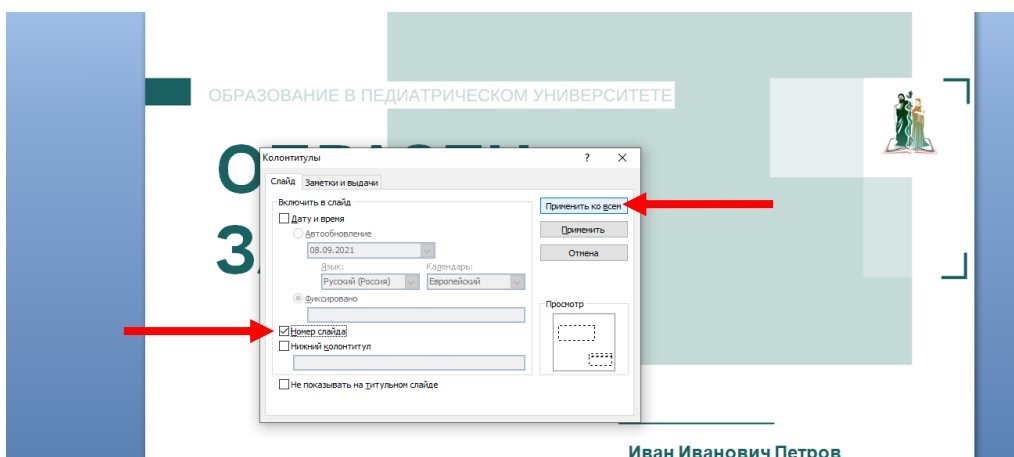 ОБРАЗОВАНИЕ В ПЕДИАТРИЧЕСКОМ УНИВЕРСИТЕТЕ
Колонтитулы
Слайд Заметки и выдачи
Включить в слайд
Дату и время
Автообновление
08.09.2021
Язык: Календарь:
Русский (Россия) Европейский
Фиксировано
Номер слайда
Нижний колонтитул
Не показывать на титульном слайде
Применить ко всем
Применить
Отмена
Просмотр
Иван Иванович Петров